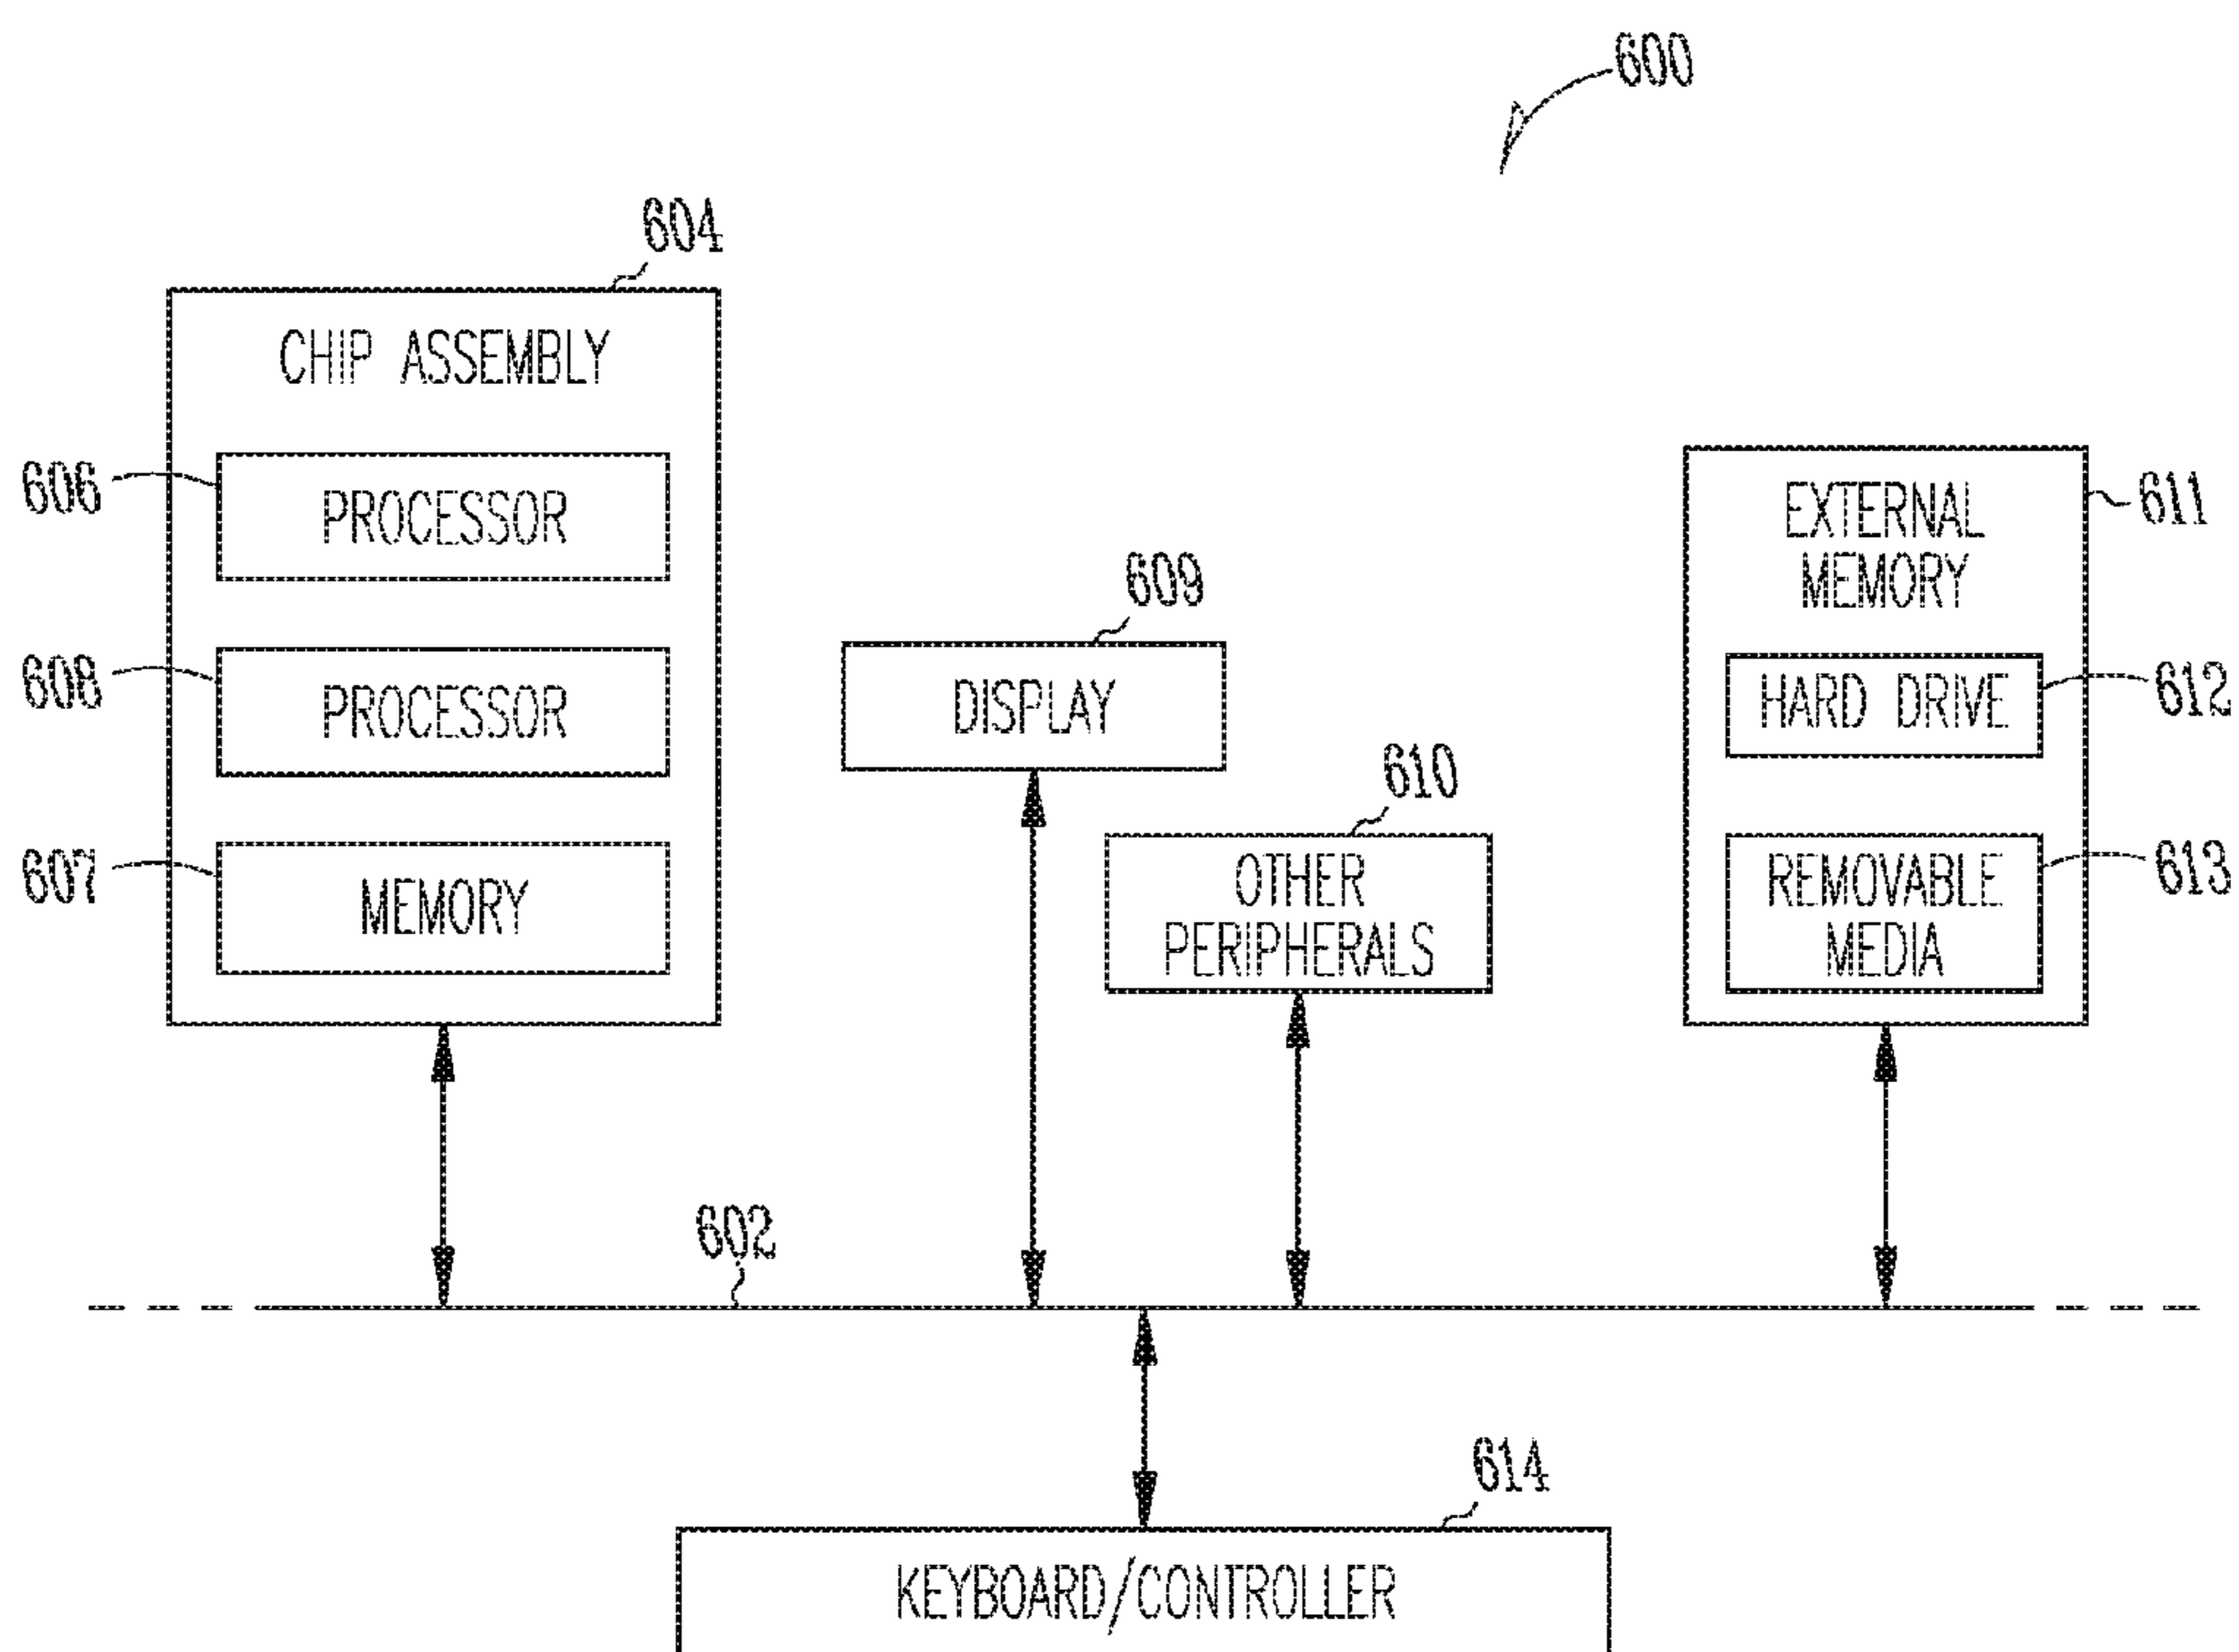 600
604
CHIP ASSEMBLY
606
PROCESSOR
608
PROCESSOR
607
MEMORY
609
DISPLAY
610
OTHER
PERIPHERALS
611
EXTERNAL
MEMORY
612
HARD DRIVE
613
REMOVABLE
MEDIA
602
614
KEYBOARD/CONTROLLER